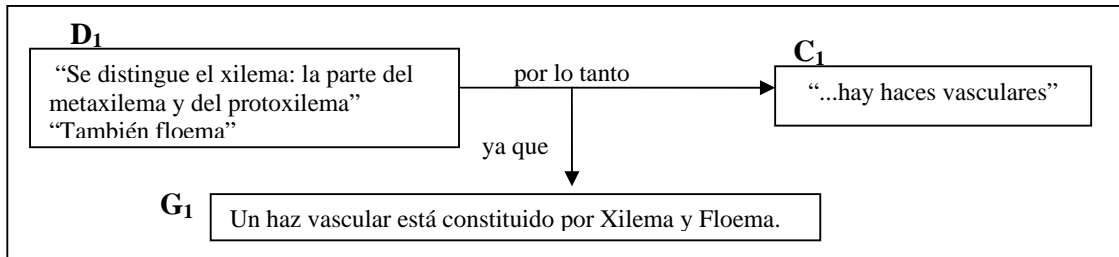 D1
“Se distingue el xilema: la parte del
metaxilema y del protoxilema”
“También floema”
por lo tanto
C1
“...hay haces vasculares”
ya que
G1
Un haz vascular está constituido por Xilema y Floema.